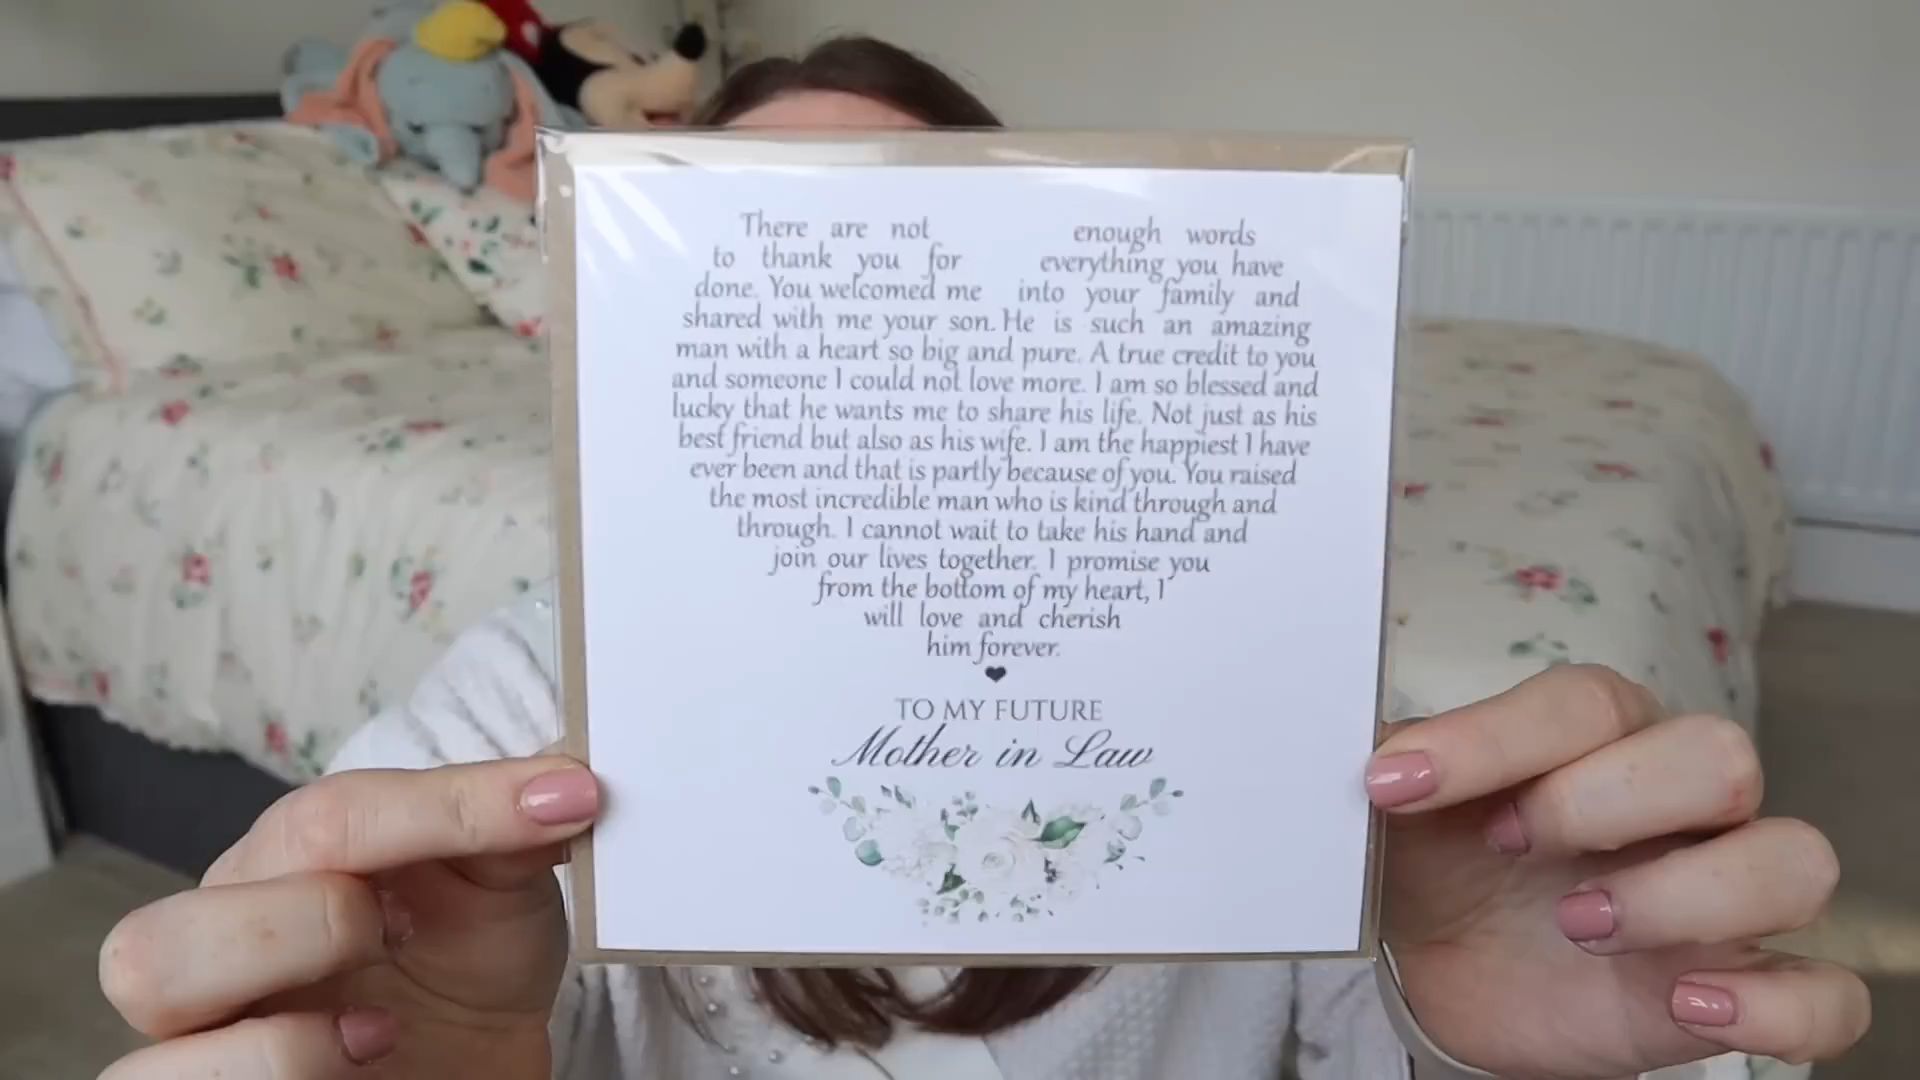 There are not enough words
to thank you for everything you have
done. You welcomed me into your family and
shared with me your son. He is such an amazing
man with a heart so big and pure. A true credit to you
and someone I could not love more. I am so blessed and
lucky that he wants me to share his life. Not just as his
best friend but also as his wife. I am the happiest I have
ever been and that is partly because of you. You raised
the most incredible man who is kind through and
through. I cannot wait to take his hand and
join our lives together. I promise you
from the bottom of my heart, I
will love and cherish
him forever.
TO MY FUTURE
Mother in Law